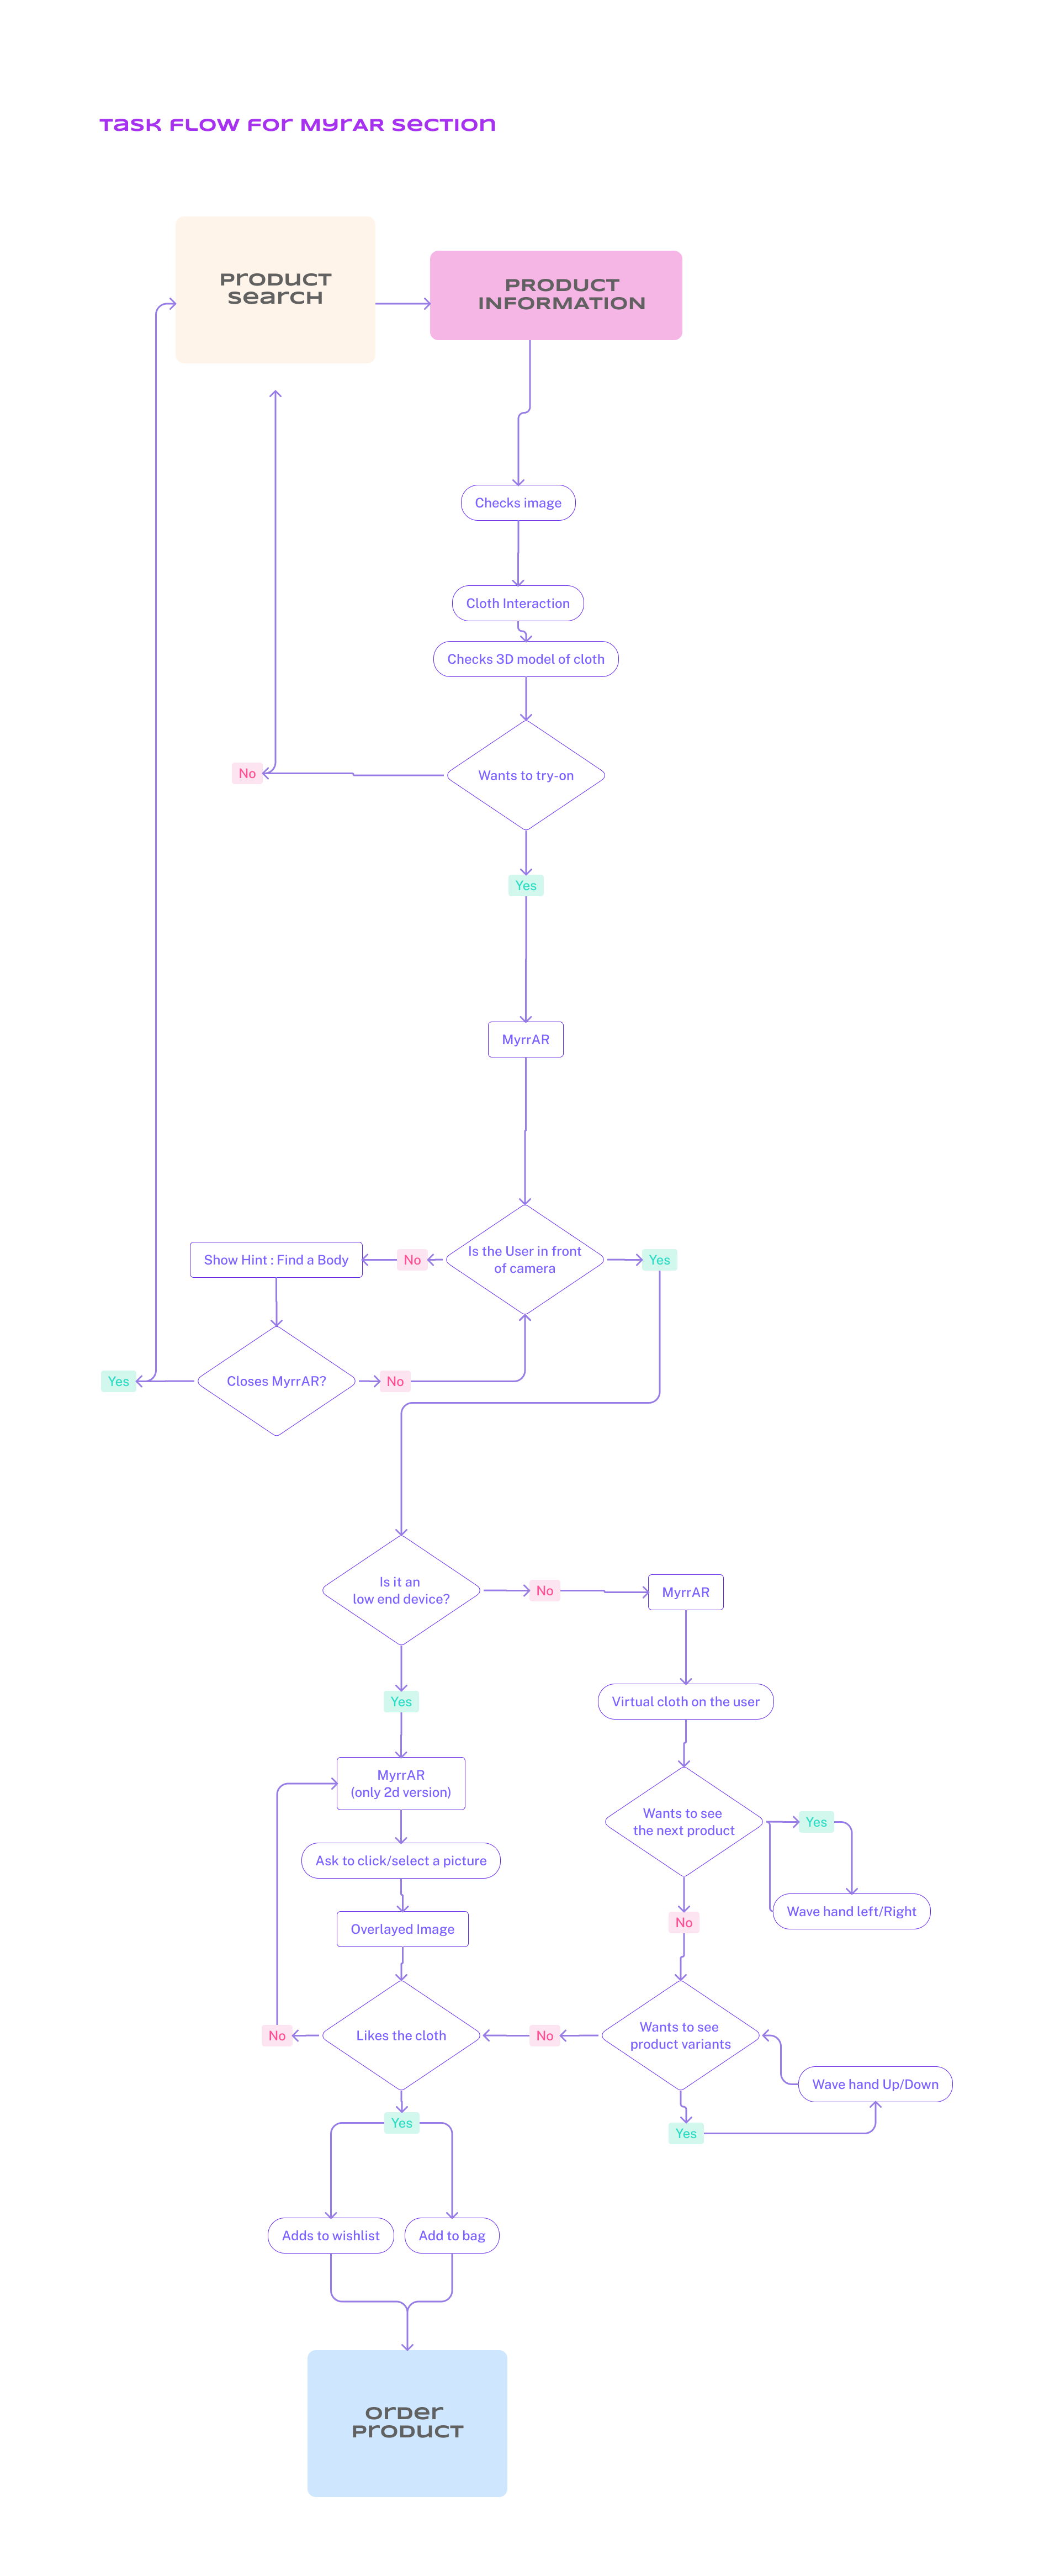 Task Flow for MyrAR Section
Product
Search
PRODUCT
INFORMATION
Checks image
Cloth Interaction
Checks 3D model of cloth
Wants to try-on
No
Yes
MyrrAR
Is the User in front
of camera
No
Yes
Show Hint : Find a Body
Closes MyrrAR?
Yes
No
Is it an
low end device?
No
MyrrAR
Yes
Virtual cloth on the user
MyrrAR
(only 2d version)
Wants to see
the next product
Yes
Ask to click/select a picture
Wave hand left/Right
Overlayed Image
No
Likes the cloth
No
No
Wants to see
product variants
Wave hand Up/Down
Yes
Yes
Adds to wishlist
Add to bag
Order
Product